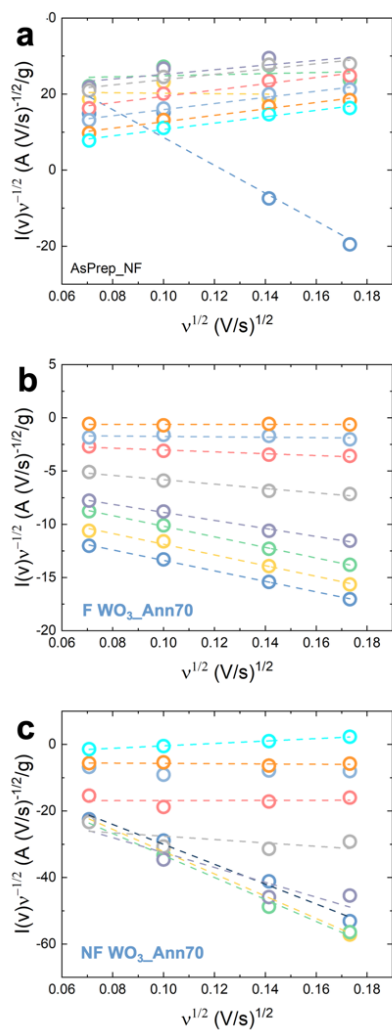 a
I(v)ν⁻¹/² (A (V/s)⁻¹/²/g)
20
0
-20
AsPrep_NF
0.06 0.08 0.10 0.12 0.14 0.16 0.18
ν¹/² (V/s)¹/²
b
I(v)ν⁻¹/² (A (V/s)⁻¹/²/g)
5
0
-5
-10
-15
-20
F WO₃_Ann70
0.06 0.08 0.10 0.12 0.14 0.16 0.18
ν¹/² (V/s)¹/²
c
I(v)ν⁻¹/² (A (V/s)⁻¹/²/g)
0
-20
-40
-60
NF WO₃_Ann70
0.06 0.08 0.10 0.12 0.14 0.16 0.18
ν¹/² (V/s)¹/²